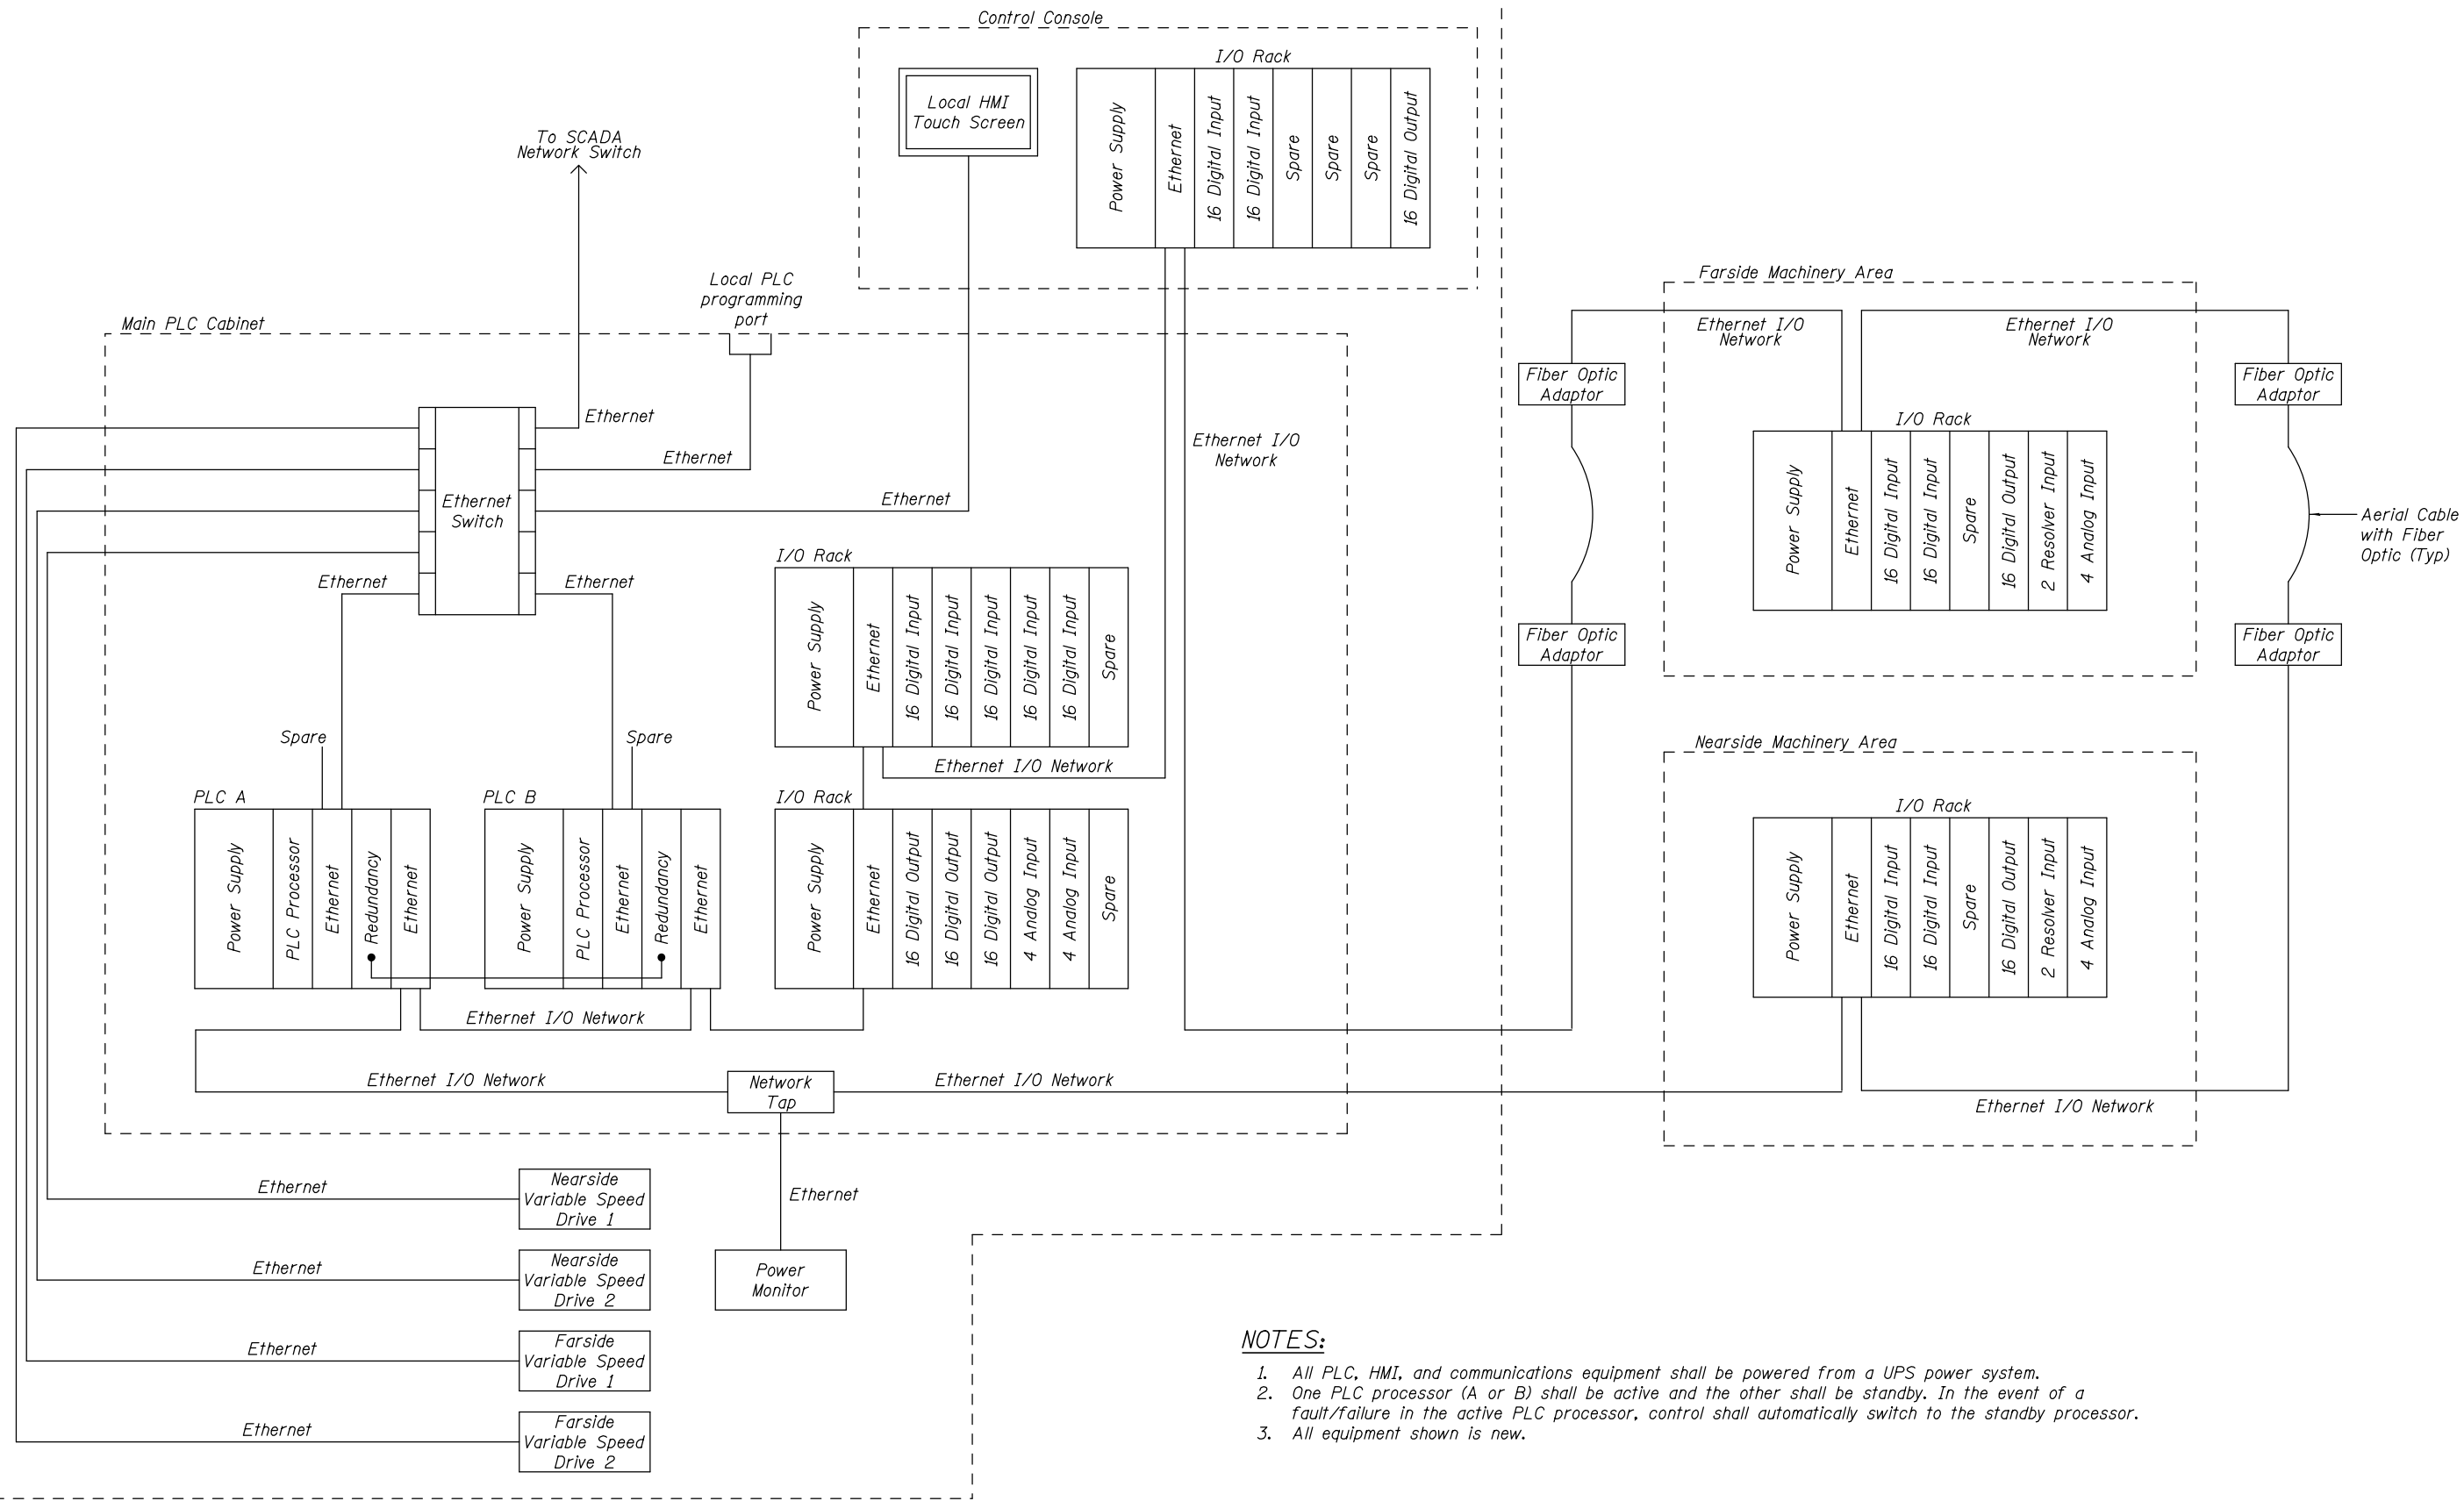 Control Console
I/O Rack
Local HMI
Touch Screen
Power Supply
Ethernet
16 Digital Input
16 Digital Input
Spare
Spare
Spare
16 Digital Output
To SCADA
Network Switch
Local PLC
programming
port
Main PLC Cabinet
Ethernet
Ethernet
Ethernet
Ethernet
Switch
Ethernet
Ethernet
Ethernet I/O
Network
I/O Rack
Power Supply
Ethernet
16 Digital Input
16 Digital Input
16 Digital Input
16 Digital Input
16 Digital Input
Spare
Ethernet I/O Network
Spare
Spare
PLC A
Power Supply
PLC Processor
Ethernet
Redundancy
Ethernet
PLC B
Power Supply
PLC Processor
Ethernet
Redundancy
Ethernet
I/O Rack
Power Supply
Ethernet
16 Digital Output
16 Digital Output
16 Digital Output
4 Analog Input
4 Analog Input
Spare
Ethernet I/O Network
Ethernet I/O Network
Network
Tap
Ethernet I/O Network
Ethernet
Power
Monitor
Ethernet
Nearside
Variable Speed
Drive 1
Ethernet
Nearside
Variable Speed
Drive 2
Ethernet
Farside
Variable Speed
Drive 1
Ethernet
Farside
Variable Speed
Drive 2
Farside Machinery Area
Ethernet I/O
Network
Ethernet I/O
Network
Fiber Optic
Adaptor
Fiber Optic
Adaptor
I/O Rack
Power Supply
Ethernet
16 Digital Input
16 Digital Input
Spare
16 Digital Output
2 Resolver Input
4 Analog Input
Aerial Cable
with Fiber
Optic (Typ)
Fiber Optic
Adaptor
Fiber Optic
Adaptor
Nearside Machinery Area
I/O Rack
Power Supply
Ethernet
16 Digital Input
16 Digital Input
Spare
16 Digital Output
2 Resolver Input
4 Analog Input
Ethernet I/O Network
NOTES:
1. All PLC, HMI, and communications equipment shall be powered from a UPS power system.
2. One PLC processor (A or B) shall be active and the other shall be standby. In the event of a
fault/failure in the active PLC processor, control shall automatically switch to the standby processor.
3. All equipment shown is new.